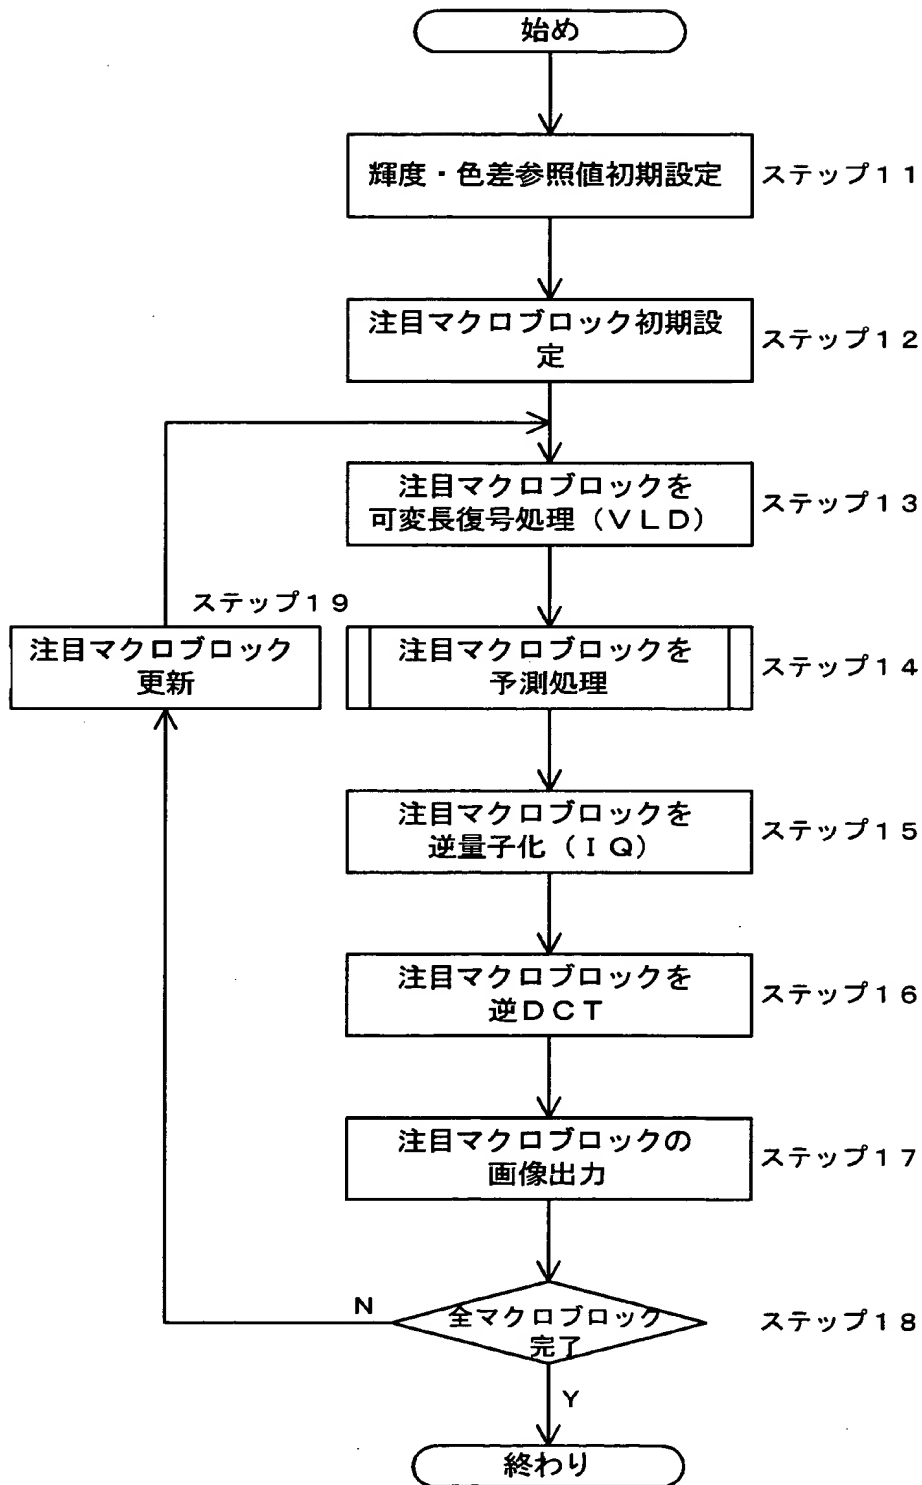 始め
輝度・色差参照値初期設定
ステップ11
注目マクロブロック初期設
定
ステップ12
注目マクロブロックを
可変長復号処理(VLD)
ステップ13
ステップ19
注目マクロブロック
更新
注目マクロブロックを
予測処理
ステップ14
注目マクロブロックを
逆量子化(IQ)
ステップ15
注目マクロブロックを
逆DCT
ステップ16
注目マクロブロックの
画像出力
ステップ17
N
全マクロブロック
完了
ステップ18
Y
終わり